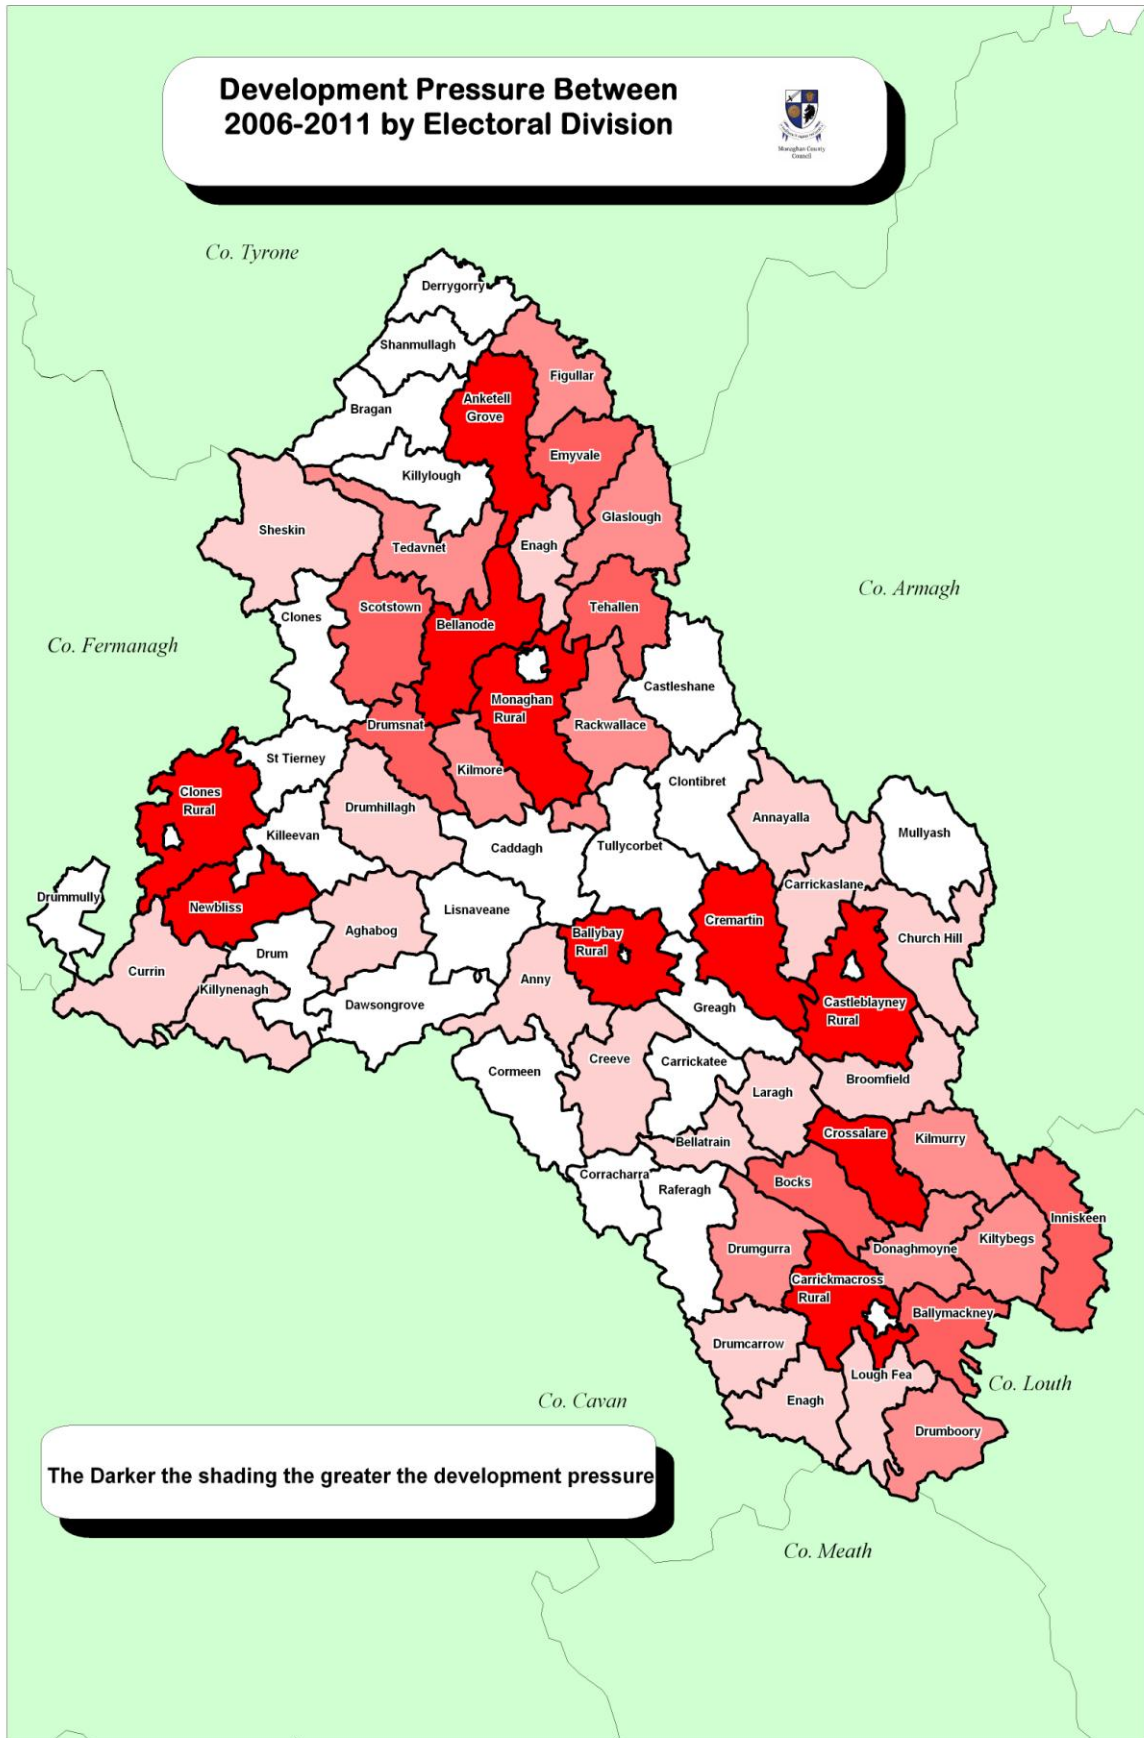 Development Pressure Between
2006-2011 by Electoral Division
Monaghan County
Council
Co. Tyrone
Derrygorry
Shanmullagh
Figullar
Anketell
Grove
Bragan
Emyvale
Killylough
Glaslough
Sheskin
Tedavnet
Enagh
Co. Armagh
Scotstown
Tehallen
Clones
Bellanode
Co. Fermanagh
Castleshane
Monaghan
Rural
Drumsnat
Rackwallace
St Tierney
Kilmore
Clontibret
Clones
Rural
Drumhillagh
Annayalla
Mullyash
Killeevan
Caddagh
Tullycorbet
Carrickaslane
Drummully
Newbliss
Lisnaveane
Cremartin
Aghabog
Ballybay
Rural
Church Hill
Drum
Currin
Killynenagh
Anny
Dawsongrove
Greagh
Castleblayney
Rural
Creeve
Carrickatee
Cormeen
Laragh
Broomfield
Crossalare
Kilmurry
Bellatrain
Corracharra
Raferagh
Bocks
Inniskeen
Drumgurra
Donaghmoyne
Kiltybegs
Carrickmacross
Rural
Ballymackney
Drumcarrow
Lough Fea
Co. Louth
Enagh
Co. Cavan
Drumboory
The Darker the shading the greater the development pressure
Co. Meath